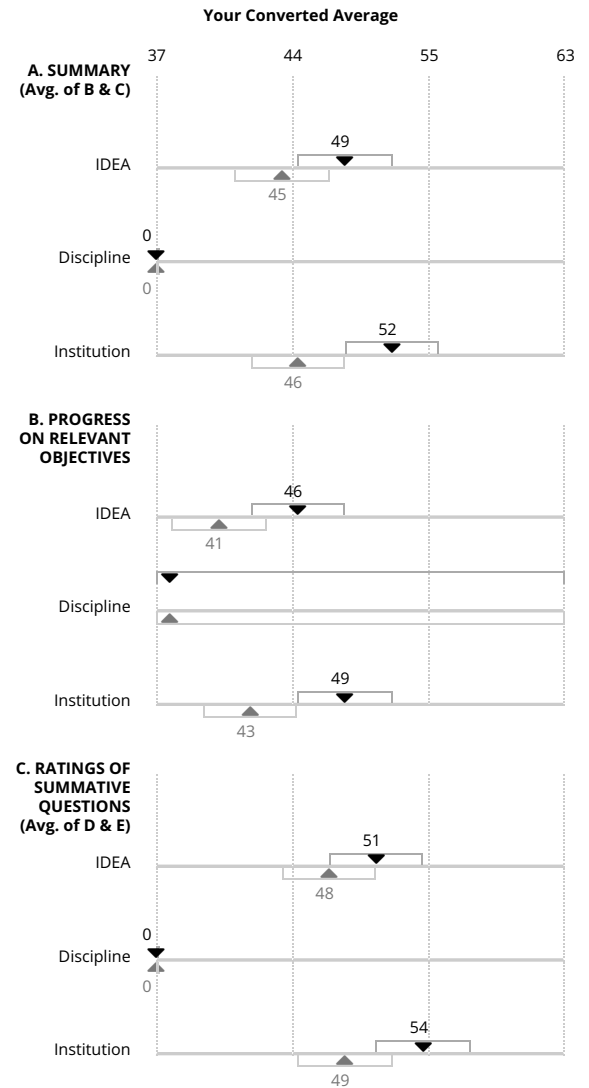 Your Converted Average
37 44 55 63
A. SUMMARY
(Avg. of B & C)
49
IDEA
45
0
Discipline
0
52
Institution
46
B. PROGRESS
ON RELEVANT
OBJECTIVES
46
IDEA
41
Discipline
49
Institution
43
C. RATINGS OF
SUMMATIVE
QUESTIONS
(Avg. of D & E)
51
IDEA
48
0
Discipline
0
54
Institution
49